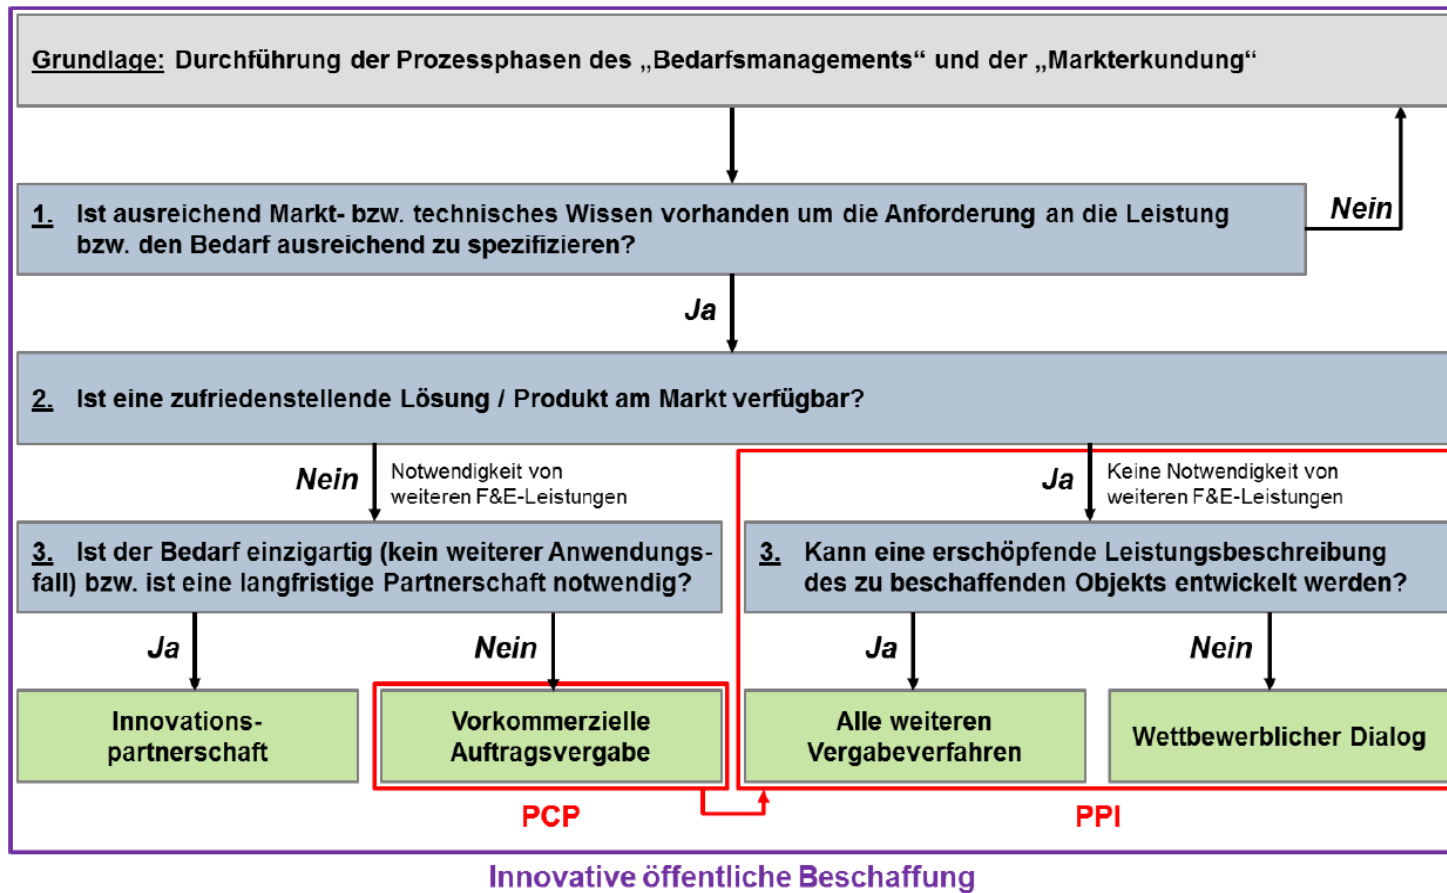 Grundlage: Durchführung der Prozessphasen des „Bedarfsmanagements“ und der „Markterkundung“
1. Ist ausreichend Markt- bzw. technisches Wissen vorhanden um die Anforderung an die Leistung
bzw. den Bedarf ausreichend zu spezifizieren?
Nein
Ja
2. Ist eine zufriedenstellende Lösung / Produkt am Markt verfügbar?
Nein
Notwendigkeit von
weiteren F&E-Leistungen
Ja
Keine Notwendigkeit von
weiteren F&E-Leistungen
3. Ist der Bedarf einzigartig (kein weiterer Anwendungs-
fall) bzw. ist eine langfristige Partnerschaft notwendig?
3. Kann eine erschöpfende Leistungsbeschreibung
des zu beschaffenden Objekts entwickelt werden?
Ja
Nein
Ja
Nein
Innovations-
partnerschaft
Vorkommerzielle
Auftragsvergabe
Alle weiteren
Vergabeverfahren
Wettbewerblicher Dialog
PCP
PPI
Innovative öffentliche Beschaffung